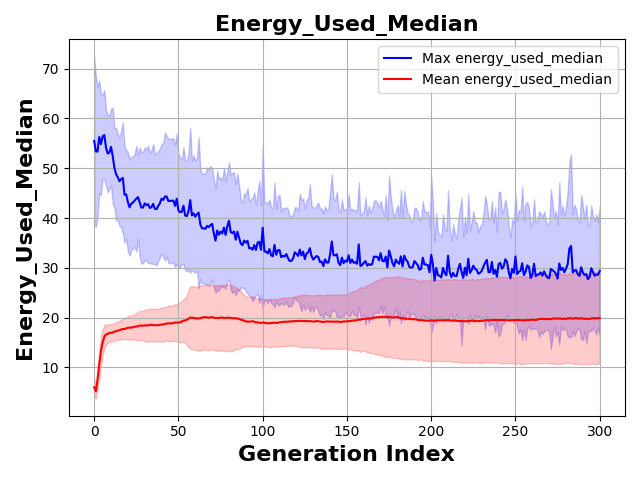 Energy_Used_Median
Max energy_used_median
Mean energy_used_median
Energy_Used_Median
70
60
50
40
30
20
10
0
50
100
150
200
250
300
Generation Index